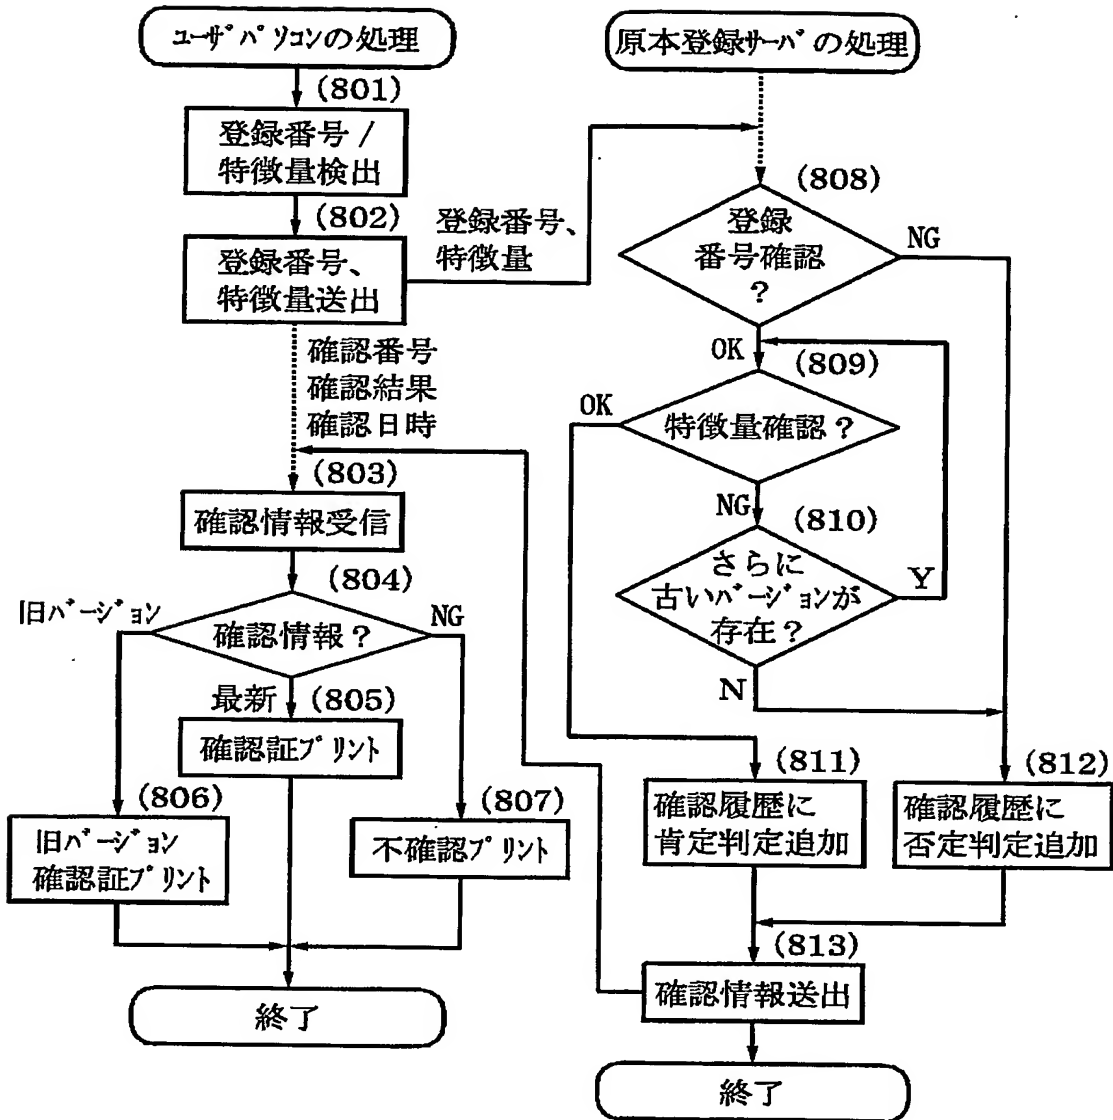 ユーザパソコンの処理
(801)
登録番号/
特徴量検出
(802)
登録番号、
特徴量送出
登録番号、
特徴量
確認番号
確認結果
確認日時
(803)
確認情報受信
(804)
確認情報?
旧バージョン
NG
最新
(805)
確認証プリント
(806)
旧バージョン
確認証プリント
(807)
不確認プリント
終了
原本登録サーバの処理
(808)
登録
番号確認
?
NG
OK
(809)
特徴量確認?
OK
NG
(810)
さらに
古いバージョンが
存在?
Y
N
(811)
確認履歴に
肯定判定追加
(812)
確認履歴に
否定判定追加
(813)
確認情報送出
終了